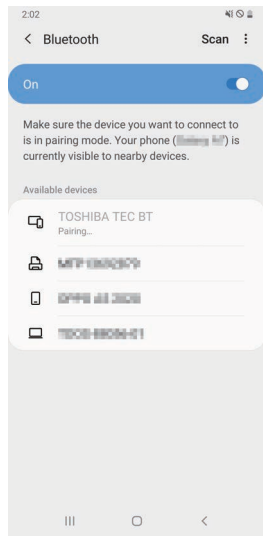 2:02
Bluetooth
Scan
On
Make sure the device you want to connect to
is in pairing mode. Your phone ( ) is
currently visible to nearby devices.
Available devices
TOSHIBA TEC BT
Pairing...